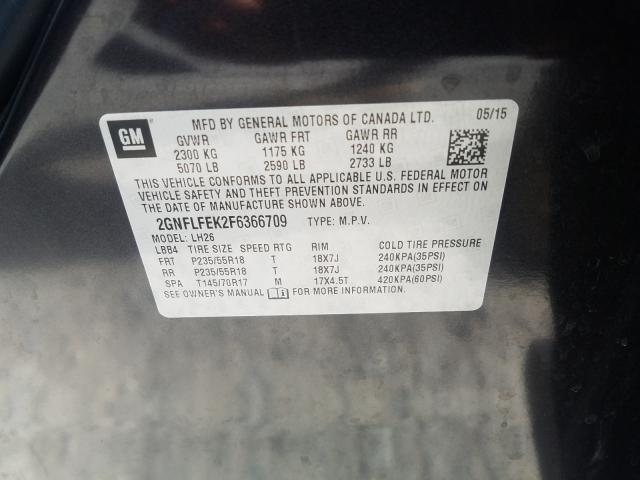 GM
MFD BY GENERAL MOTORS OF CANADA LTD. 05/15
GVWR GAWR FRT GAWR RR
2300 KG 1175 KG 1240 KG
5070 LB 2590 LB 2733 LB
THIS VEHICLE CONFORMS TO ALL APPLICABLE U.S. FEDERAL MOTOR
VEHICLE SAFETY AND THEFT PREVENTION STANDARDS IN EFFECT ON
THE DATE OF MANUFACTURE SHOWN ABOVE.
2GNFLFEK2F6366709 TYPE: M.P.V.
MODEL: LH26
LBB4 TIRE SIZE SPEED RTG RIM COLD TIRE PRESSURE
FRT P235/55R18 T 18X7J 240KPA(35PSI)
RR P235/55R18 T 18X7J 240KPA(35PSI)
SPA T145/70R17 M 17X4.5T 420KPA(60PSI)
SEE OWNER'S MANUAL FOR MORE INFORMATION.